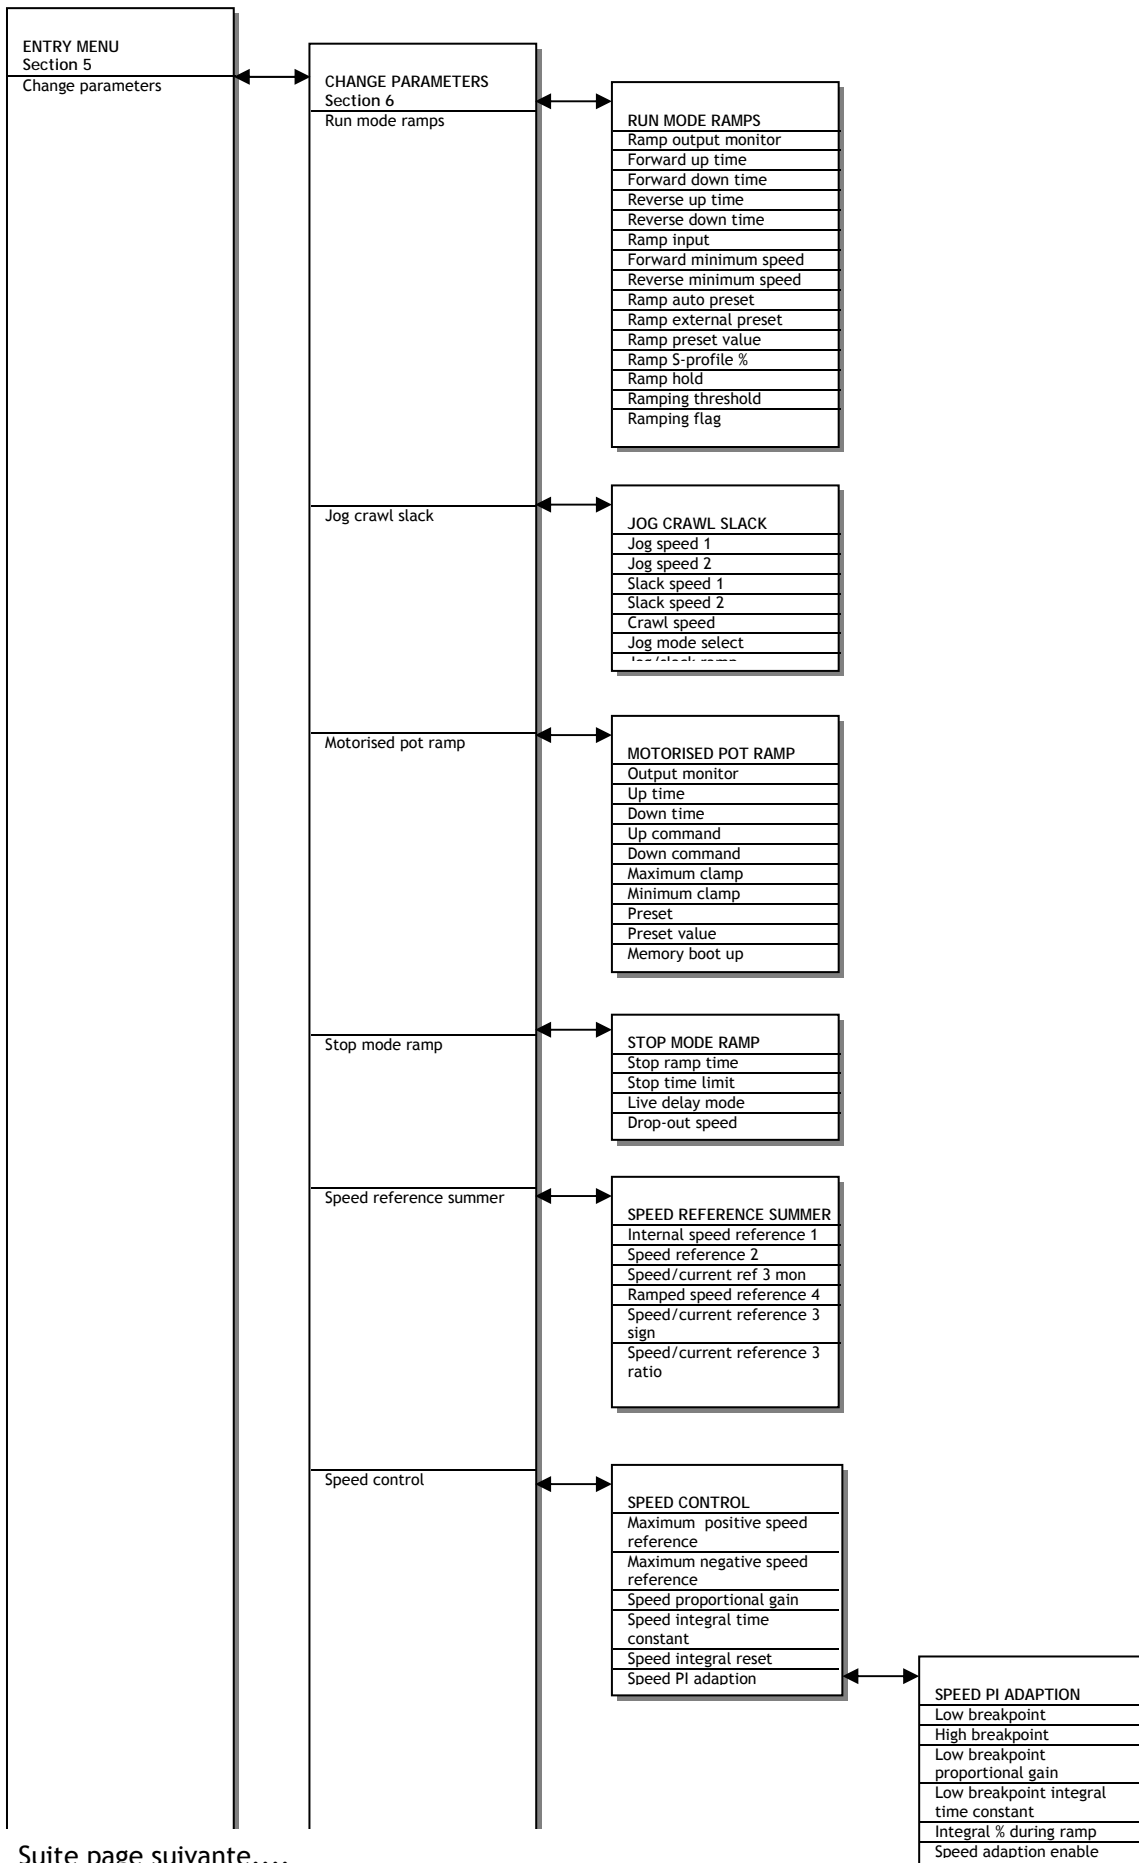 ENTRY MENU
Section 5
Change parameters
CHANGE PARAMETERS
Section 6
Run mode ramps
RUN MODE RAMPS
Ramp output monitor
Forward up time
Forward down time
Reverse up time
Reverse down time
Ramp input
Forward minimum speed
Reverse minimum speed
Ramp auto preset
Ramp external preset
Ramp preset value
Ramp S-profile %
Ramp hold
Ramping threshold
Ramping flag
Jog crawl slack
JOG CRAWL SLACK
Jog speed 1
Jog speed 2
Slack speed 1
Slack speed 2
Crawl speed
Jog mode select
Jog/slack ramp
Motorised pot ramp
MOTORISED POT RAMP
Output monitor
Up time
Down time
Up command
Down command
Maximum clamp
Minimum clamp
Preset
Preset value
Memory boot up
Stop mode ramp
STOP MODE RAMP
Stop ramp time
Stop time limit
Live delay mode
Drop-out speed
Speed reference summer
SPEED REFERENCE SUMMER
Internal speed reference 1
Speed reference 2
Speed/current ref 3 mon
Ramped speed reference 4
Speed/current reference 3
sign
Speed/current reference 3
ratio
Speed control
SPEED CONTROL
Maximum  positive speed
reference
Maximum negative speed
reference
Speed proportional gain
Speed integral time
constant
Speed integral reset
Speed PI adaption
SPEED PI ADAPTION
Low breakpoint
High breakpoint
Low breakpoint
proportional gain
Low breakpoint integral
time constant
Integral % during ramp
Speed adaption enable
Suite page suivante....